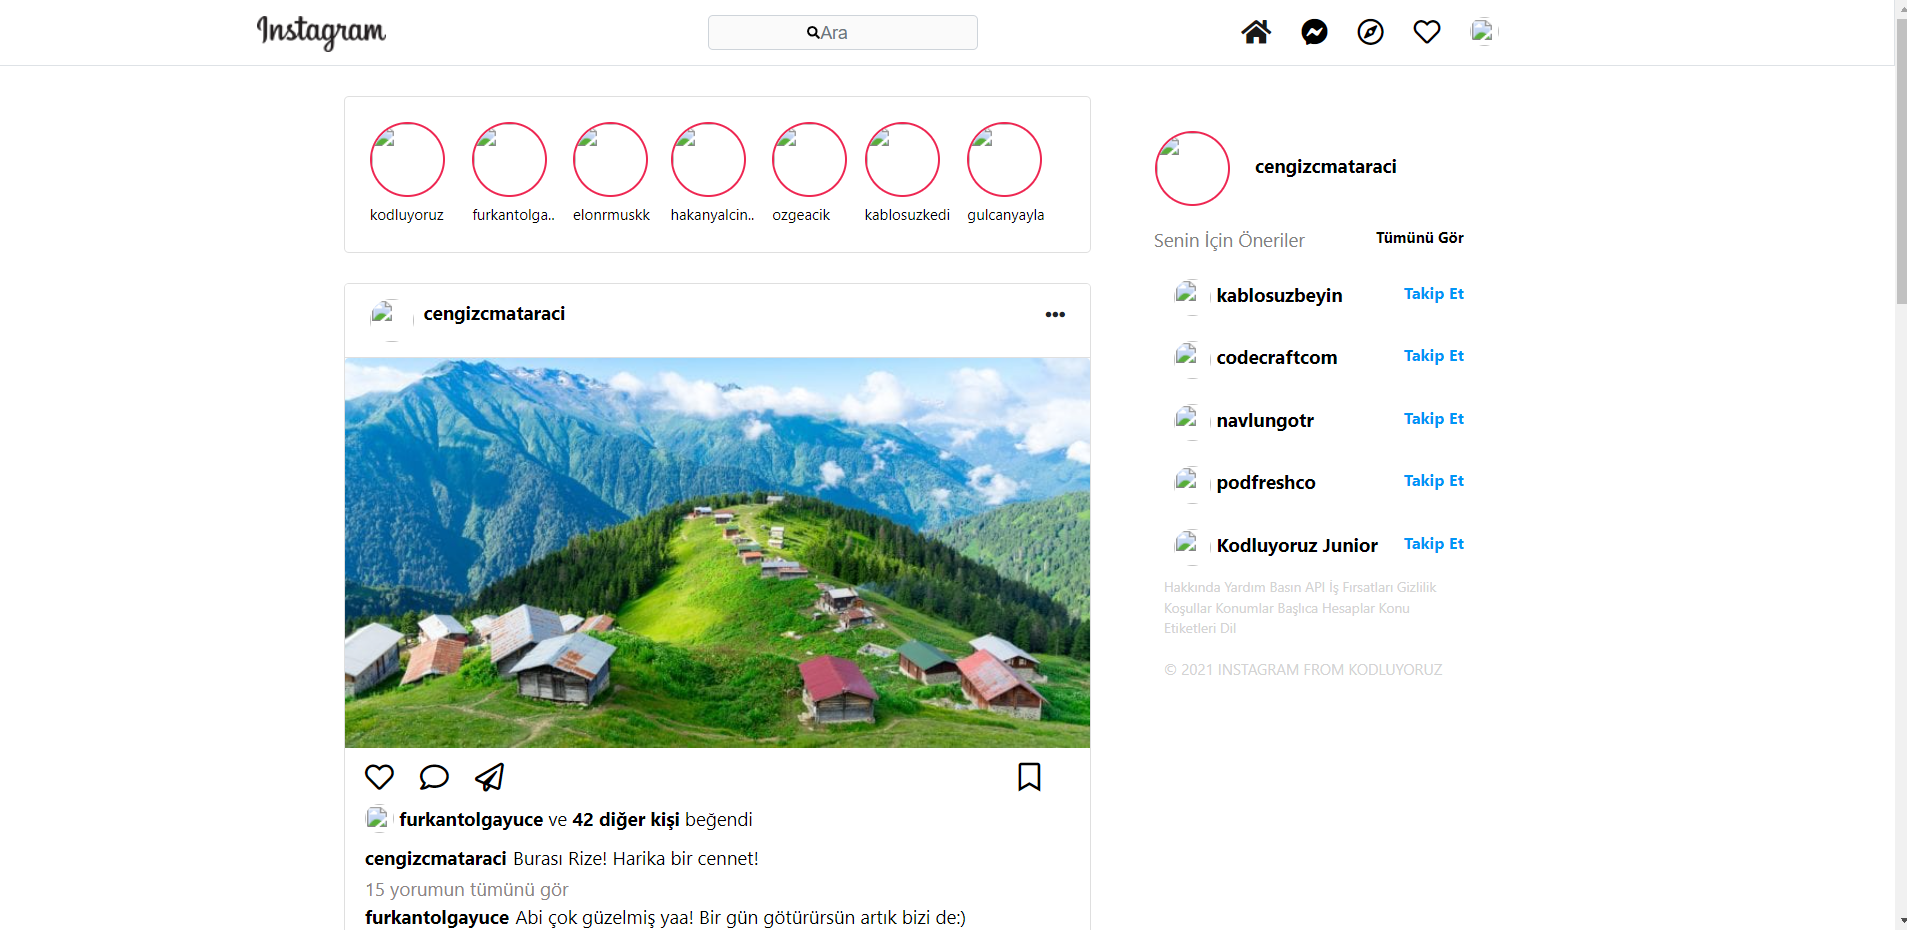 Instagram
Ara
kodluyoruz furkantolga.. elonrmuskk hakanyalcin.. ozgeacik kablosuzkedi gulcanyayla
cengizcmataraci
•••
furkantolgayuce ve 42 diğer kişi beğendi
cengizcmataraci Burası Rize! Harika bir cennet!
15 yorumun tümünü gör
furkantolgayuce Abi çok güzelmiş yaa! Bir gün götürürsün artık bizi de:)
cengizcmataraci
Senin İçin Öneriler Tümünü Gör
kablosuzbeyin Takip Et
codecraftcom Takip Et
navlungotr Takip Et
podfreshco Takip Et
Kodluyoruz Junior Takip Et
Hakkında Yardım Basın API İş Fırsatları Gizlilik
Koşullar Konumlar Başlıca Hesaplar Konu
Etiketleri Dil
© 2021 INSTAGRAM FROM KODLUYORUZ